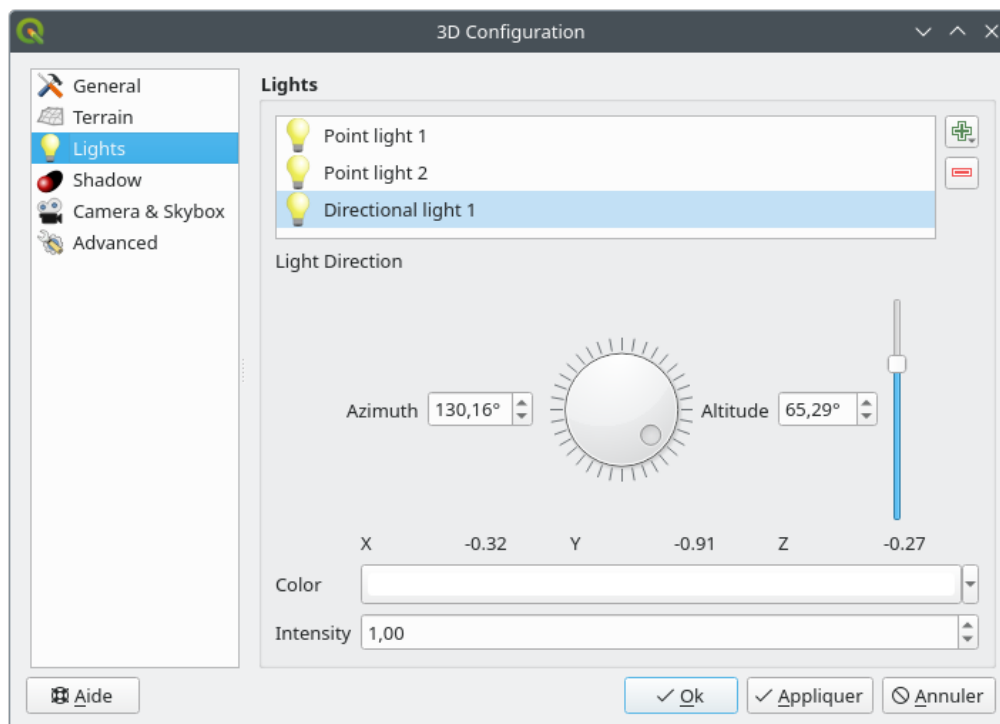 3D Configuration
General
Terrain
Lights
Shadow
Camera & Skybox
Advanced
Lights
Point light 1
Point light 2
Directional light 1
Light Direction
Azimuth 130,16° Altitude 65,29°
X -0.32 Y -0.91 Z -0.27
Color
Intensity 1,00
Aide Ok Appliquer Annuler